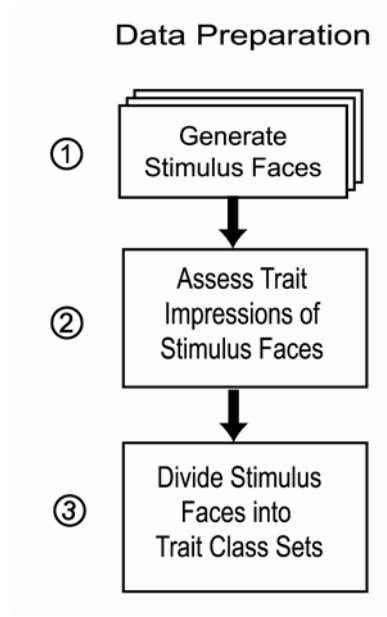 Data Preparation
①
Generate
Stimulus Faces
②
Assess Trait
Impressions of
Stimulus Faces
③
Divide Stimulus
Faces into
Trait Class Sets